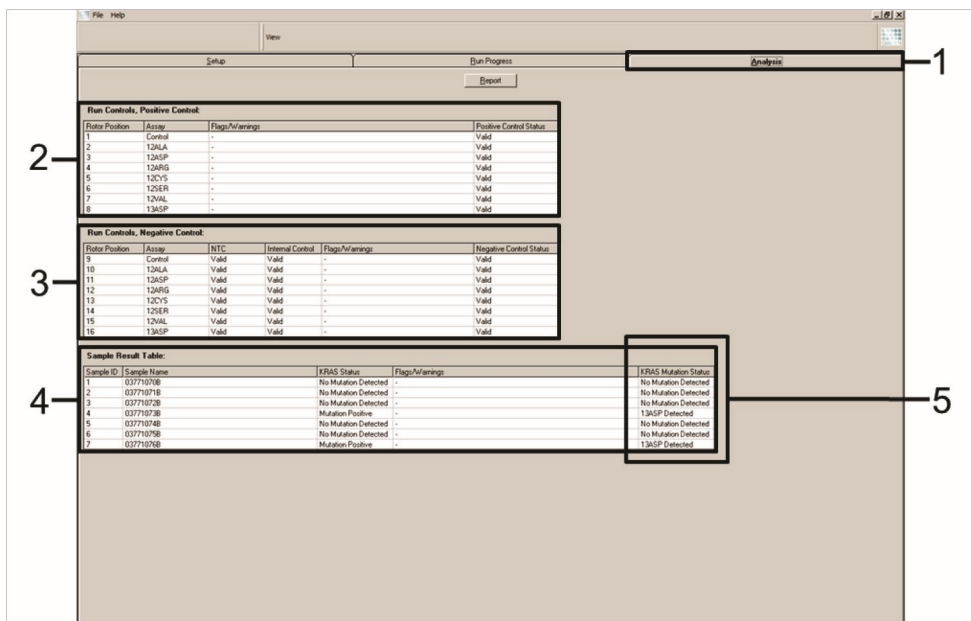 File Help
View
Setup Run Progress Analysis
1
Report
Run Controls, Positive Control:
Rotor Position Assay Flags/Warnings Positive Control Status
1 Control - Valid
2 12ALA - Valid
3 12ASP - Valid
4 12ARG - Valid
5 12CYS - Valid
6 12SER - Valid
7 12VAL - Valid
8 13ASP - Valid
2
Run Controls, Negative Control:
Rotor Position Assay NTC Internal Control Flags/Warnings Negative Control Status
9 Control Valid Valid - Valid
10 12ALA Valid Valid - Valid
11 12ASP Valid Valid - Valid
12 12ARG Valid Valid - Valid
13 12CYS Valid Valid - Valid
14 12SER Valid Valid - Valid
15 12VAL Valid Valid - Valid
16 13ASP Valid Valid - Valid
3
Sample Result Table:
Sample ID Sample Name KRAS Status Flags/Warnings KRAS Mutation Status
1 03771070B No Mutation Detected - No Mutation Detected
2 03771071B No Mutation Detected - No Mutation Detected
3 03771072B No Mutation Detected - No Mutation Detected
4 03771073B Mutation Positive - 13ASP Detected
5 03771074B No Mutation Detected - No Mutation Detected
6 03771075B No Mutation Detected - No Mutation Detected
7 03771076B Mutation Positive - 13ASP Detected
4
5